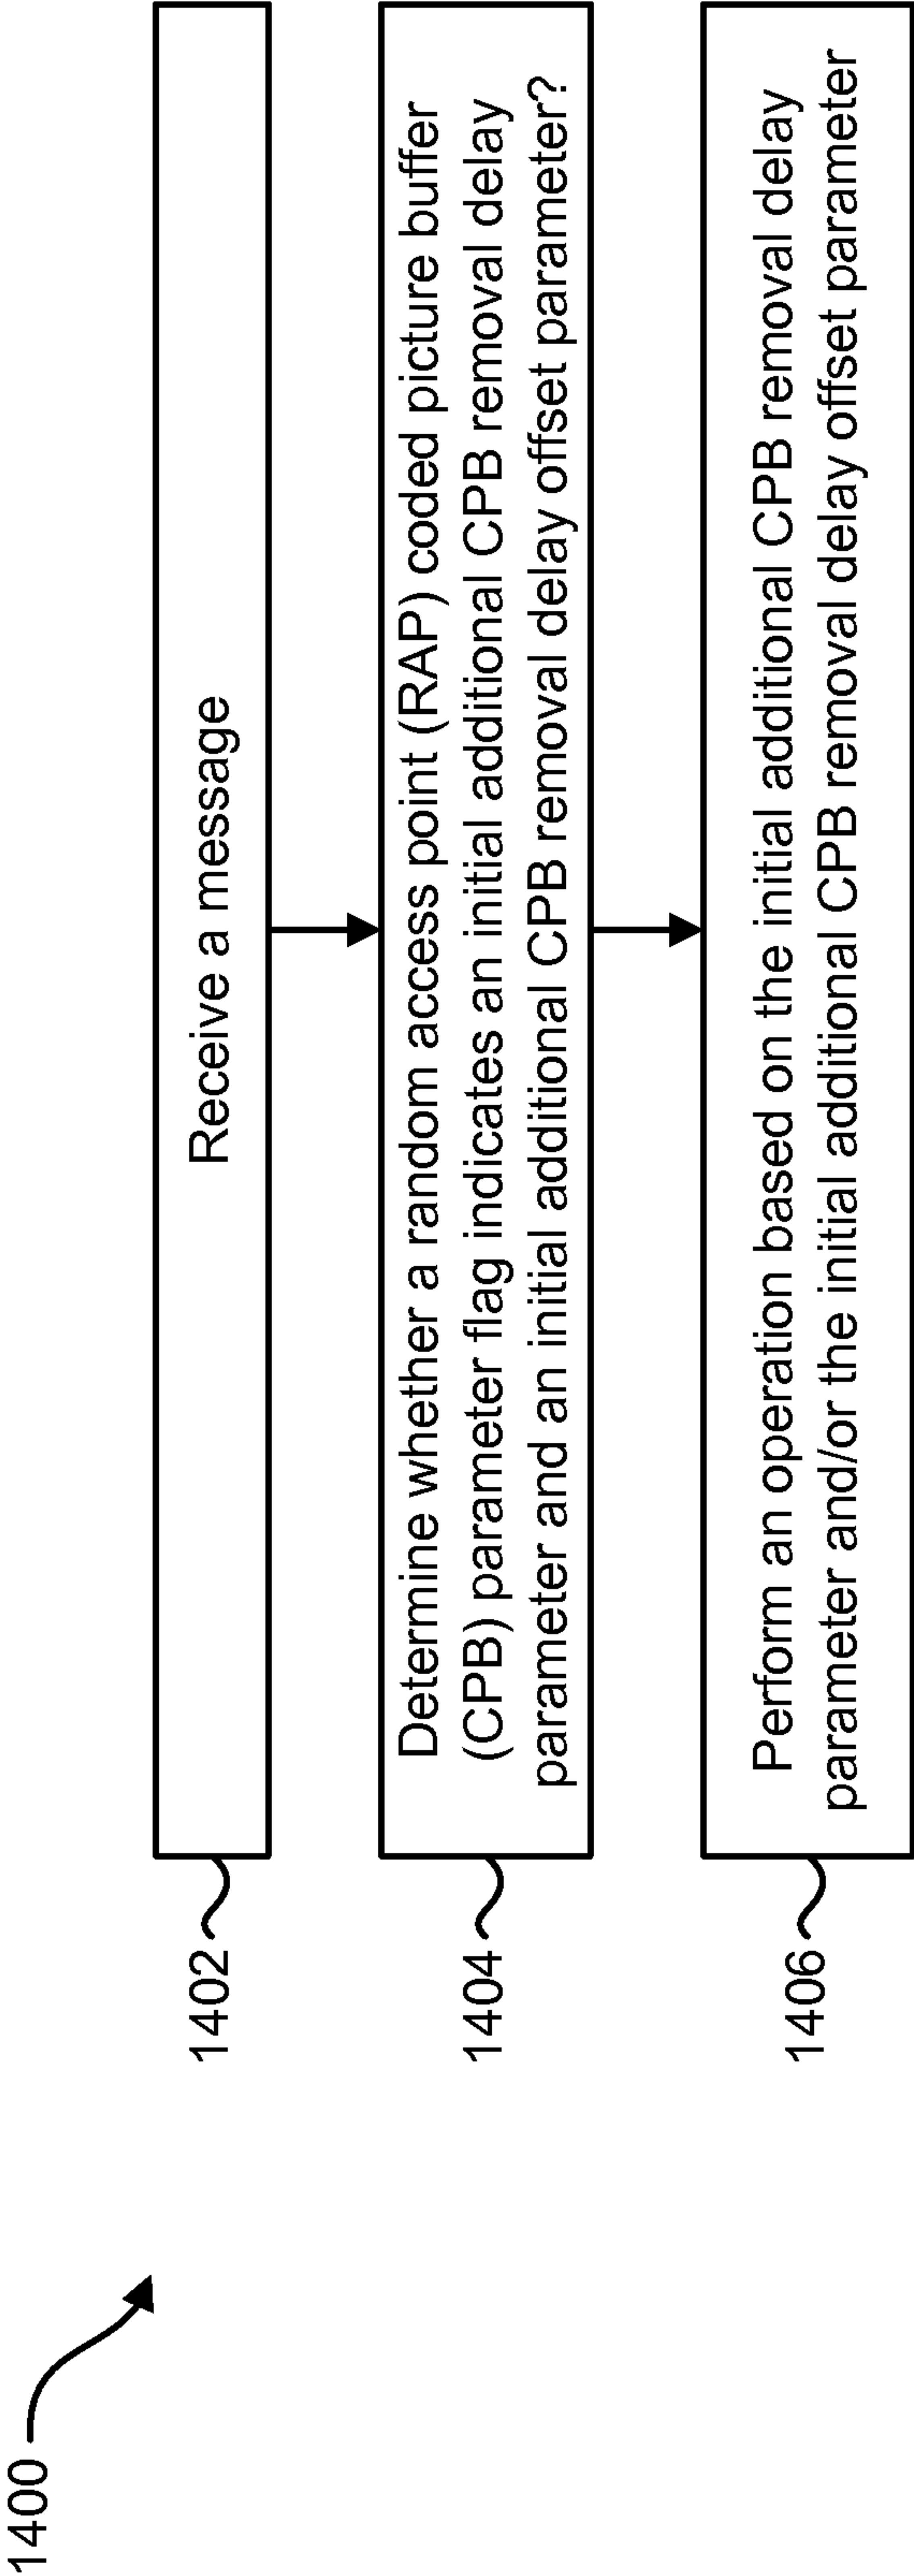 1400
1402
Receive a message
1404
Determine whether a random access point (RAP) coded picture buffer
(CPB) parameter flag indicates an initial additional CPB removal delay
parameter and an initial additional CPB removal delay offset parameter?
1406
Perform an operation based on the initial additional CPB removal delay
parameter and/or the initial additional CPB removal delay offset parameter